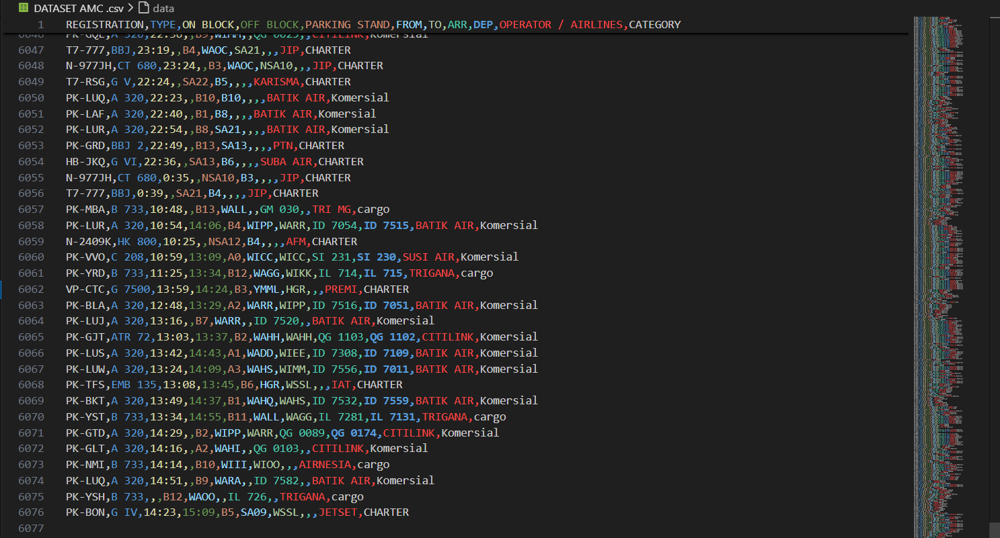 DATASET AMC .csv > data
1 REGISTRATION,TYPE,ON BLOCK,OFF BLOCK,PARKING STAND,FROM,TO,ARR,DEP,OPERATOR / AIRLINES,CATEGORY
6047 T7-777,BBJ,23:19,,B4,WAOC,SA21,,,JIP,CHARTER
6048 N-977JH,CT 680,23:24,,B3,WAOC,NSA10,,,JIP,CHARTER
6049 T7-RSG,G V,22:24,,SA22,B5,,,,KARISMA,CHARTER
6050 PK-LUQ,A 320,22:23,,B10,B10,,,,BATIK AIR,Komersial
6051 PK-LAF,A 320,22:40,,B1,B8,,,,BATIK AIR,Komersial
6052 PK-LUR,A 320,22:54,,B8,SA21,,,,BATIK AIR,Komersial
6053 PK-GRD,BBJ 2,22:49,,B13,SA13,,,,PTN,CHARTER
6054 HB-JKQ,G VI,22:36,,SA13,B6,,,,SUBA AIR,CHARTER
6055 N-977JH,CT 680,0:35,,NSA10,B3,,,,JIP,CHARTER
6056 T7-777,BBJ,0:39,,SA21,B4,,,,JIP,CHARTER
6057 PK-MBA,B 733,10:48,,B13,WALL,,GM 030,,TRI MG,cargo
6058 PK-LUR,A 320,10:54,14:06,B4,WIPP,WARR,ID 7054,ID 7515,BATIK AIR,Komersial
6059 N-2409K,HK 800,10:25,,NSA12,B4,,,,AFM,CHARTER
6060 PK-VVO,C 208,10:59,13:09,A0,WICC,WICC,SI 231,SI 230,SUSI AIR,Komersial
6061 PK-YRD,B 733,11:25,13:34,B12,WAGG,WIKK,IL 714,IL 715,TRIGANA,cargo
6062 VP-CTC,G 7500,13:59,14:24,B3,YMML,HGR,,,PREMI,CHARTER
6063 PK-BLA,A 320,12:48,13:29,A2,WARR,WIPP,ID 7516,ID 7051,BATIK AIR,Komersial
6064 PK-LUJ,A 320,13:16,,B7,WARR,,ID 7520,,BATIK AIR,Komersial
6065 PK-GJT,ATR 72,13:03,13:37,B2,WAHH,WAHH,QG 1103,QG 1102,CITILINK,Komersial
6066 PK-LUS,A 320,13:42,14:43,A1,WADD,WIEE,ID 7308,ID 7109,BATIK AIR,Komersial
6067 PK-LUW,A 320,13:24,14:09,A3,WAHS,WIMM,ID 7556,ID 7011,BATIK AIR,Komersial
6068 PK-TFS,EMB 135,13:08,13:45,B6,HGR,WSSL,,,IAT,CHARTER
6069 PK-BKT,A 320,13:49,14:37,B1,WAHQ,WAHS,ID 7532,ID 7559,BATIK AIR,Komersial
6070 PK-YST,B 733,13:34,14:55,B11,WALL,WAGG,IL 7281,IL 7131,TRIGANA,cargo
6071 PK-GTD,A 320,14:29,,B2,WIPP,WARR,QG 0089,QG 0174,CITILINK,Komersial
6072 PK-GLT,A 320,14:16,,A2,WAHI,,QG 0103,,CITILINK,Komersial
6073 PK-NMI,B 733,14:14,,B10,WIII,WIOO,,,AIRNESIA,cargo
6074 PK-LUQ,A 320,14:51,,B9,WARA,,ID 7582,,BATIK AIR,Komersial
6075 PK-YSH,B 733,,,B12,WAOO,,IL 726,,TRIGANA,cargo
6076 PK-BON,G IV,14:23,15:09,B5,SA09,WSSL,,,JETSET,CHARTER
6077